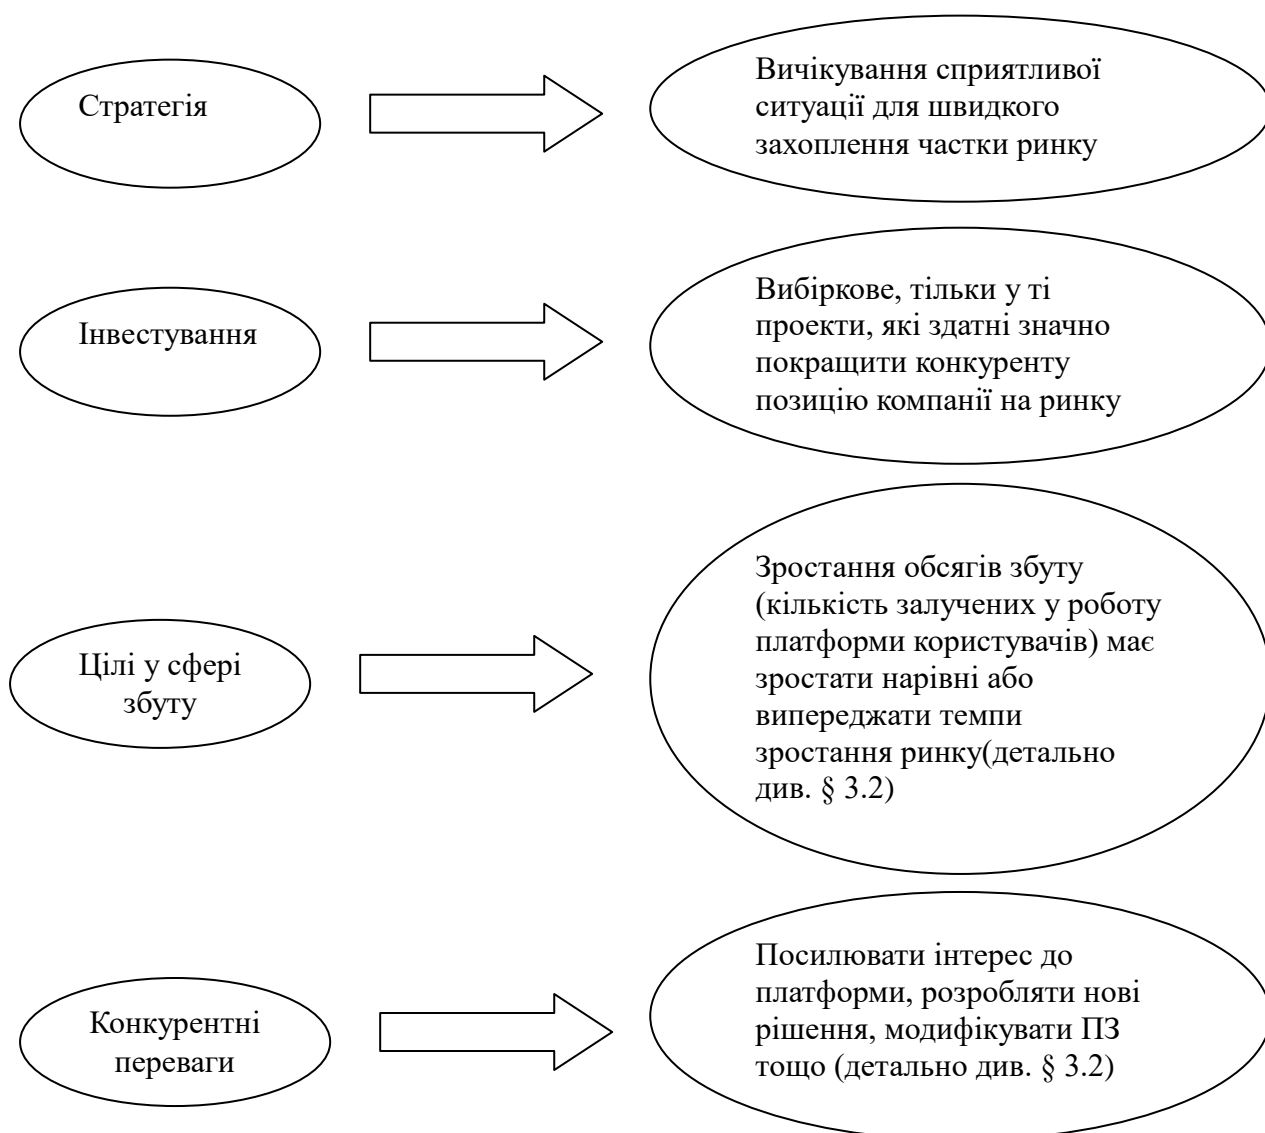 Стратегія
Вичікування сприятливої
ситуації для швидкого
захоплення частки ринку
Інвестування
Вибіркове, тільки у ті
проекти, які здатні значно
покращити конкуренту
позицію компанії на ринку
Цілі у сфері
збуту
Зростання обсягів збуту
(кількість залучених у роботу
платформи користувачів) має
зростати нарівні або
випереджати темпи
зростання ринку(детально
див. § 3.2)
Конкурентні
переваги
Посилювати інтерес до
платформи, розробляти нові
рішення, модифікувати ПЗ
тощо (детально див. § 3.2)